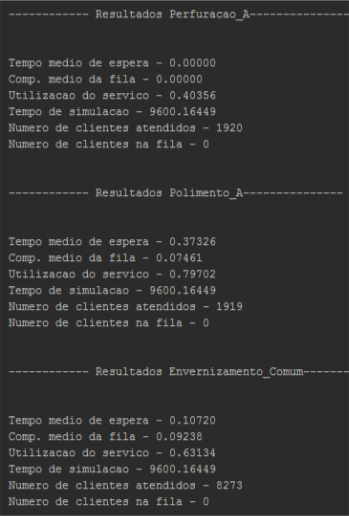 ------------ Resultados Perfuracao_A---------------
Tempo medio de espera - 0.00000
Comp. medio da fila - 0.00000
Utilizacao do servico - 0.40356
Tempo de simulacao - 9600.16449
Numero de clientes atendidos - 1920
Numero de clientes na fila - 0
------------ Resultados Polimento_A---------------
Tempo medio de espera - 0.37326
Comp. medio da fila - 0.07461
Utilizacao do servico - 0.79702
Tempo de simulacao - 9600.16449
Numero de clientes atendidos - 1919
Numero de clientes na fila - 0
------------ Resultados Envernizamento_Comum-------
Tempo medio de espera - 0.10720
Comp. medio da fila - 0.09238
Utilizacao do servico - 0.63134
Tempo de simulacao - 9600.16449
Numero de clientes atendidos - 8273
Numero de clientes na fila - 0